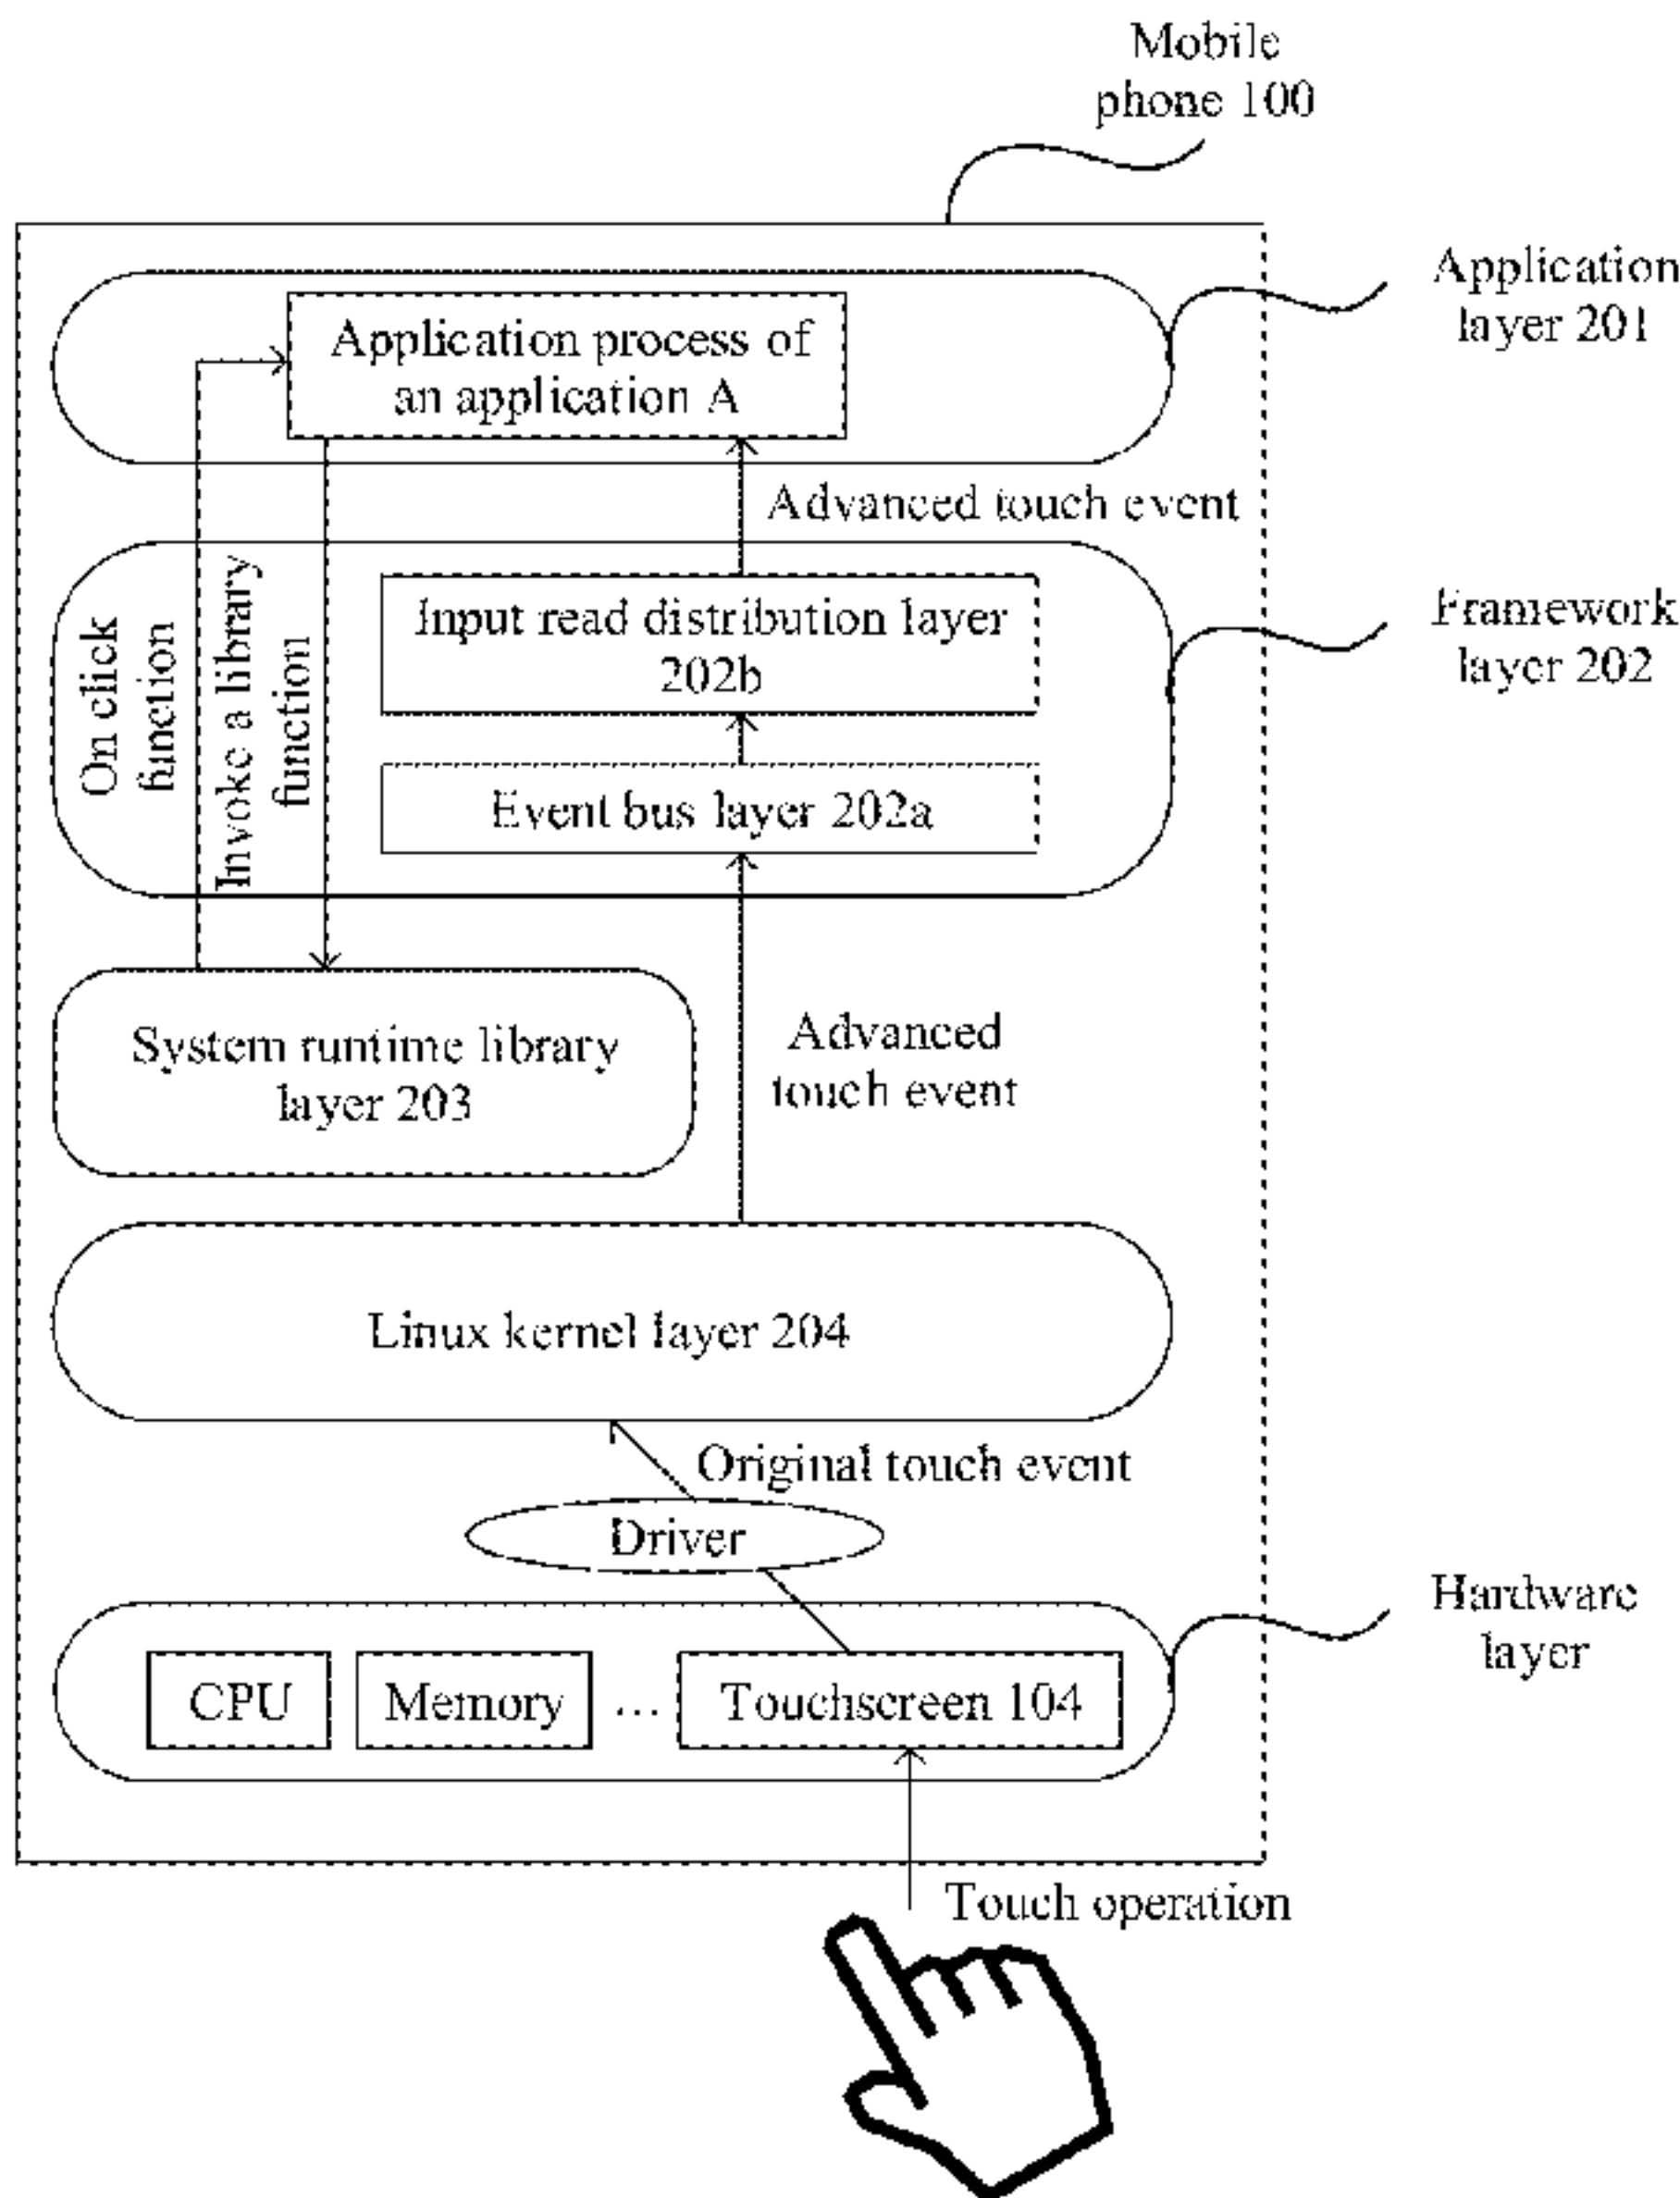 Mobile
phone 100
Application
layer 201
Application process of
an application A
Advanced touch event
Framework
layer 202
On click
function
Invoke a library
function
Input read distribution layer
202b
Event bus layer 202a
System runtime library
layer 203
Advanced
touch event
Linux kernel layer 204
Original touch event
Driver
Hardware
layer
CPU
Memory
...
Touchscreen 104
Touch operation